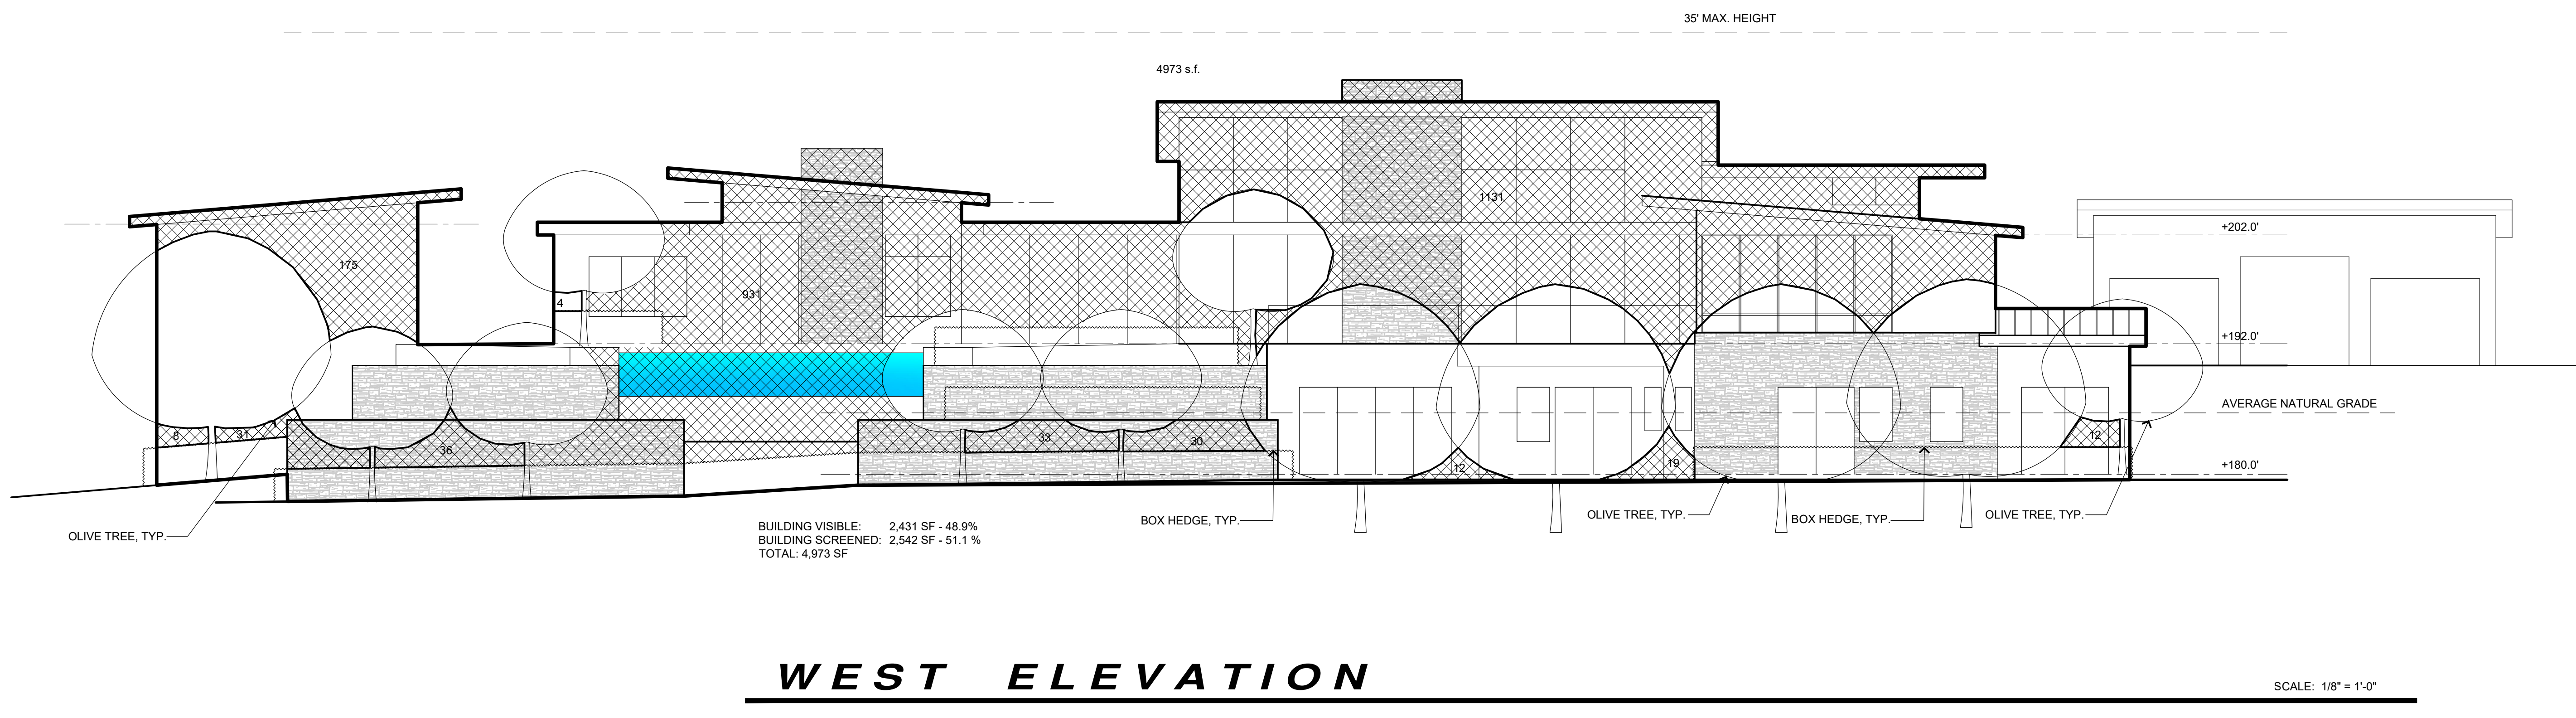 35' MAX. HEIGHT
4973 s.f.
1131
+202.0'
175
931
4
+192.0'
AVERAGE NATURAL GRADE
8
31
36
33
30
12
19
12
+180.0'
OLIVE TREE, TYP.
BUILDING VISIBLE: 2,431 SF - 48.9%
BUILDING SCREENED: 2,542 SF - 51.1 %
TOTAL: 4,973 SF
BOX HEDGE, TYP.
OLIVE TREE, TYP.
BOX HEDGE, TYP.
OLIVE TREE, TYP.
WEST ELEVATION
SCALE: 1/8" = 1'-0"